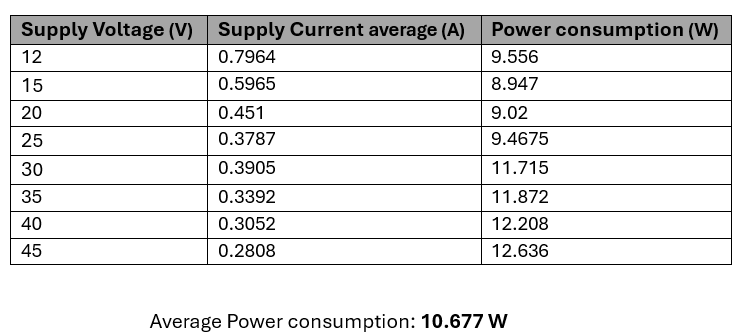 Supply Voltage (V) Supply Current average (A) Power consumption (W)
12 0.7964 9.556
15 0.5965 8.947
20 0.451 9.02
25 0.3787 9.4675
30 0.3905 11.715
35 0.3392 11.872
40 0.3052 12.208
45 0.2808 12.636
Average Power consumption: 10.677 W